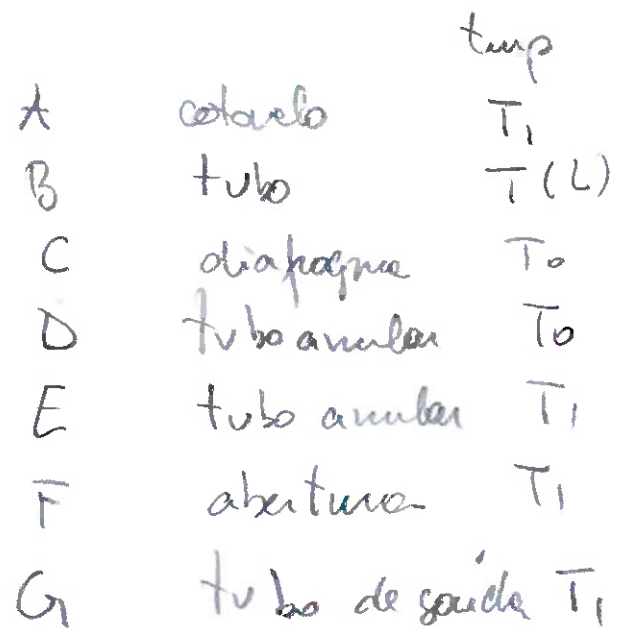 temp
A cotovelo T₁
B tubo T(L)
C diafragma T₀
D tubo anular T₀
E tubo anular T₁
F abertura T₁
G tubo de saída T₁